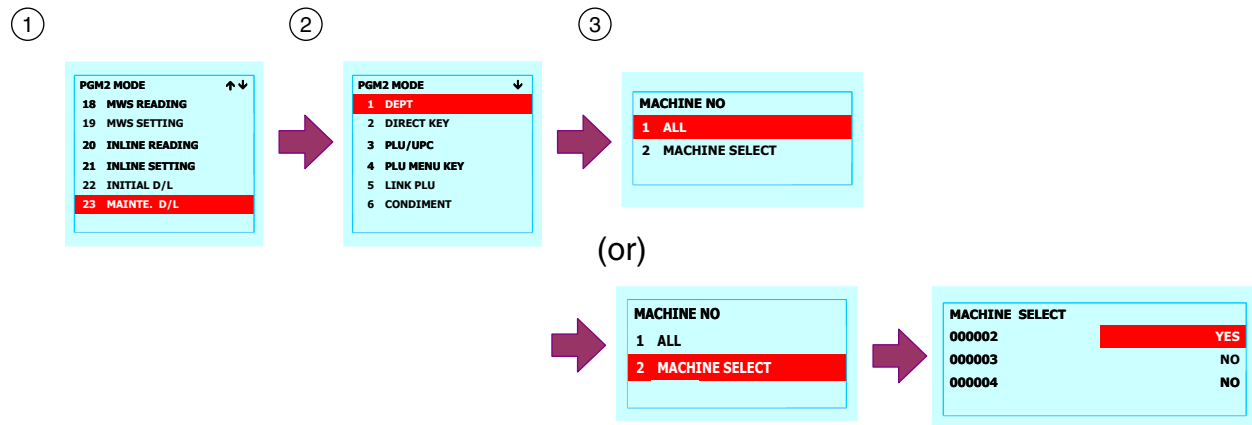 1
2
3
PGM2 MODE ↑↓
18 MWS READING
19 MWS SETTING
20 INLINE READING
21 INLINE SETTING
22 INITIAL D/L
23 MAINTE. D/L
PGM2 MODE ↓
1 DEPT
2 DIRECT KEY
3 PLU/UPC
4 PLU MENU KEY
5 LINK PLU
6 CONDIMENT
MACHINE NO
1 ALL
2 MACHINE SELECT
(or)
MACHINE NO
1 ALL
2 MACHINE SELECT
MACHINE SELECT
000002 YES
000003 NO
000004 NO